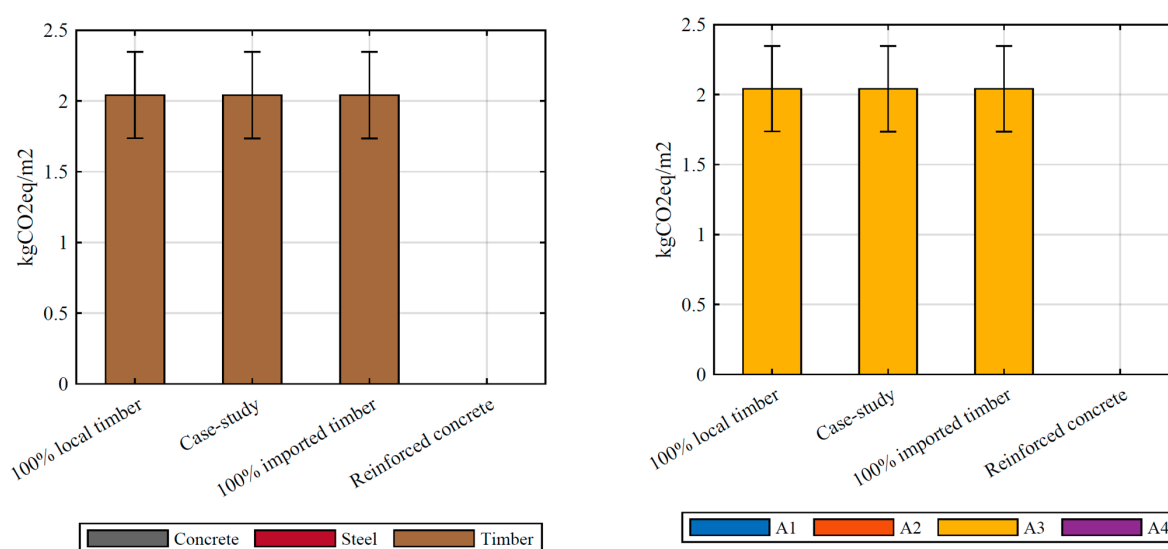 2.5
2
1.5
1
0.5
0
kgCO2eq/m2
100% local timber
Case-study
100% imported timber
Reinforced concrete
Concrete Steel Timber
2.5
2
1.5
1
0.5
0
kgCO2eq/m2
100% local timber
Case-study
100% imported timber
Reinforced concrete
A1 A2 A3 A4